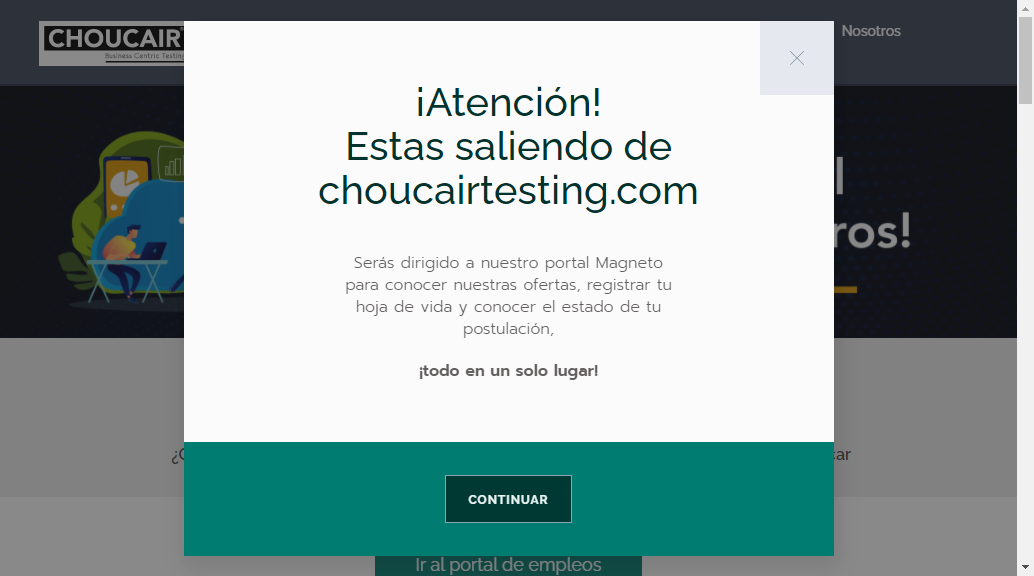 CHOUCAIR
Business Centric Testing
Nosotros
¡Atención!
Estas saliendo de
choucairtesting.com
Serás dirigido a nuestro portal Magneto
para conocer nuestras ofertas, registrar tu
hoja de vida y conocer el estado de tu
postulación,
¡todo en un solo lugar!
CONTINUAR
Ir al portal de empleos